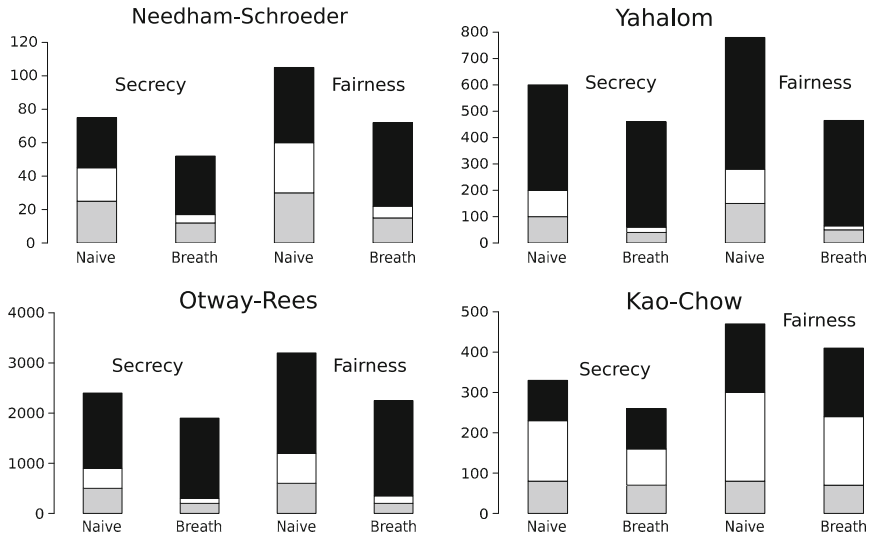 Needham-Schroeder
120
100
80
60
40
20
0
Secrecy
Fairness
Naive Breath Naive Breath
Yahalom
800
700
600
500
400
300
200
100
0
Secrecy
Fairness
Naive Breath Naive Breath
Otway-Rees
4000
3000
2000
1000
0
Secrecy
Fairness
Naive Breath Naive Breath
Kao-Chow
500
400
300
200
100
0
Secrecy
Fairness
Naive Breath Naive Breath